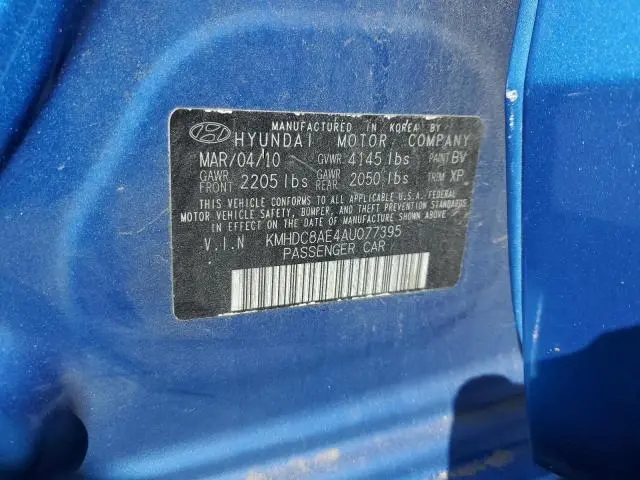 MANUFACTURED IN KOREA BY
HYUNDAI MOTOR COMPANY
MAR/04/10 GVWR 4145 lbs PAINT BV
GAWR FRONT 2205 lbs GAWR REAR 2050 lbs TRIM XP
THIS VEHICLE CONFORMS TO ALL APPLICABLE U.S.A. FEDERAL
MOTOR VEHICLE SAFETY, BUMPER, AND THEFT PREVENTION STANDARDS
IN EFFECT ON THE DATE OF MANUFACTURE SHOWN ABOVE.
V.I.N KMHDC8AE4AU077395
PASSENGER CAR